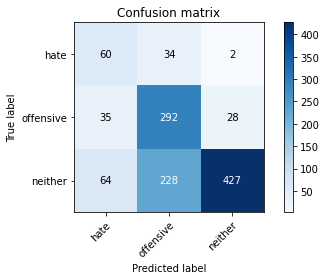 Confusion matrix
hate 60 34 2
offensive 35 292 28
neither 64 228 427
hate offensive neither
Predicted label
True label
400
350
300
250
200
150
100
50